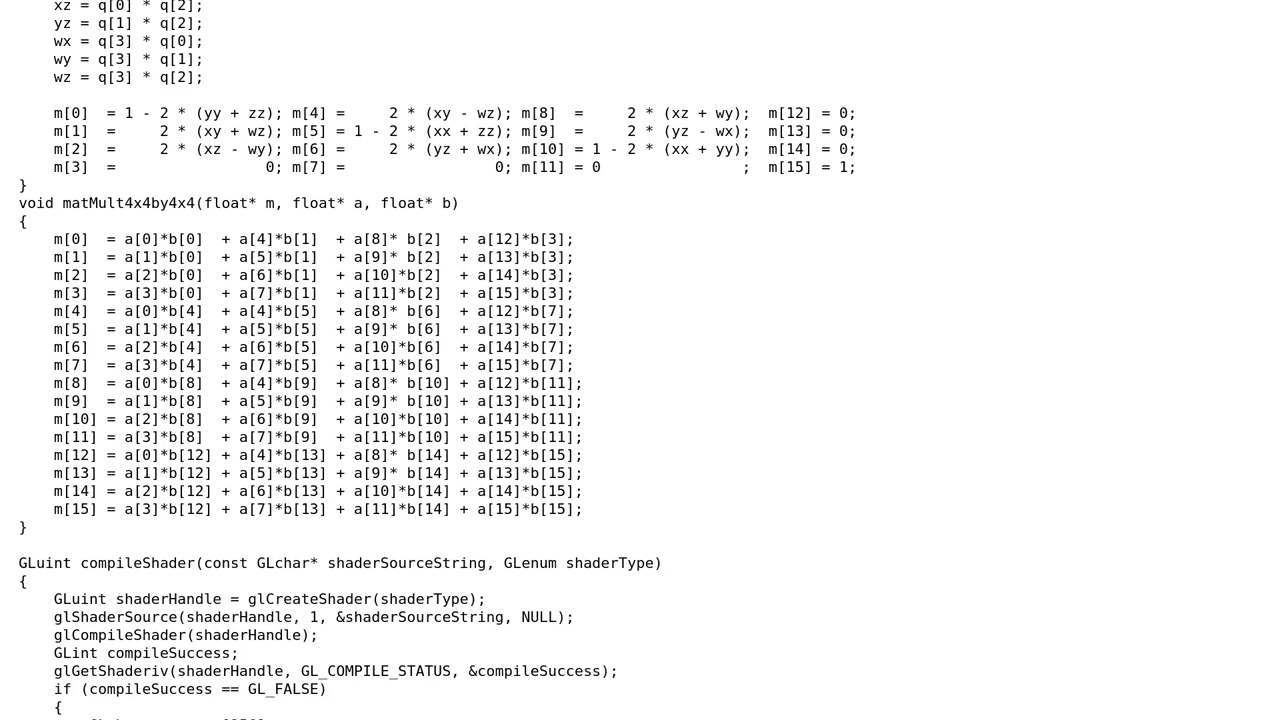 xz = q[0] * q[2];
    yz = q[1] * q[2];
    wx = q[3] * q[0];
    wy = q[3] * q[1];
    wz = q[3] * q[2];

    m[0]  = 1 - 2 * (yy + zz); m[4] =     2 * (xy - wz); m[8]  =     2 * (xz + wy);  m[12] = 0;
    m[1]  =     2 * (xy + wz); m[5] = 1 - 2 * (xx + zz); m[9]  =     2 * (yz - wx);  m[13] = 0;
    m[2]  =     2 * (xz - wy); m[6] =     2 * (yz + wx); m[10] = 1 - 2 * (xx + yy);  m[14] = 0;
    m[3]  =                 0; m[7] =                 0; m[11] = 0                ;  m[15] = 1;
}
void matMult4x4by4x4(float* m, float* a, float* b)
{
    m[0]  = a[0]*b[0]  + a[4]*b[1]  + a[8]* b[2]  + a[12]*b[3];
    m[1]  = a[1]*b[0]  + a[5]*b[1]  + a[9]* b[2]  + a[13]*b[3];
    m[2]  = a[2]*b[0]  + a[6]*b[1]  + a[10]*b[2]  + a[14]*b[3];
    m[3]  = a[3]*b[0]  + a[7]*b[1]  + a[11]*b[2]  + a[15]*b[3];
    m[4]  = a[0]*b[4]  + a[4]*b[5]  + a[8]* b[6]  + a[12]*b[7];
    m[5]  = a[1]*b[4]  + a[5]*b[5]  + a[9]* b[6]  + a[13]*b[7];
    m[6]  = a[2]*b[4]  + a[6]*b[5]  + a[10]*b[6]  + a[14]*b[7];
    m[7]  = a[3]*b[4]  + a[7]*b[5]  + a[11]*b[6]  + a[15]*b[7];
    m[8]  = a[0]*b[8]  + a[4]*b[9]  + a[8]* b[10] + a[12]*b[11];
    m[9]  = a[1]*b[8]  + a[5]*b[9]  + a[9]* b[10] + a[13]*b[11];
    m[10] = a[2]*b[8]  + a[6]*b[9]  + a[10]*b[10] + a[14]*b[11];
    m[11] = a[3]*b[8]  + a[7]*b[9]  + a[11]*b[10] + a[15]*b[11];
    m[12] = a[0]*b[12] + a[4]*b[13] + a[8]* b[14] + a[12]*b[15];
    m[13] = a[1]*b[12] + a[5]*b[13] + a[9]* b[14] + a[13]*b[15];
    m[14] = a[2]*b[12] + a[6]*b[13] + a[10]*b[14] + a[14]*b[15];
    m[15] = a[3]*b[12] + a[7]*b[13] + a[11]*b[14] + a[15]*b[15];
}

GLuint compileShader(const GLchar* shaderSourceString, GLenum shaderType)
{
    GLuint shaderHandle = glCreateShader(shaderType);
    glShaderSource(shaderHandle, 1, &shaderSourceString, NULL);
    glCompileShader(shaderHandle);
    GLint compileSuccess;
    glGetShaderiv(shaderHandle, GL_COMPILE_STATUS, &compileSuccess);
    if (compileSuccess == GL_FALSE)
    {